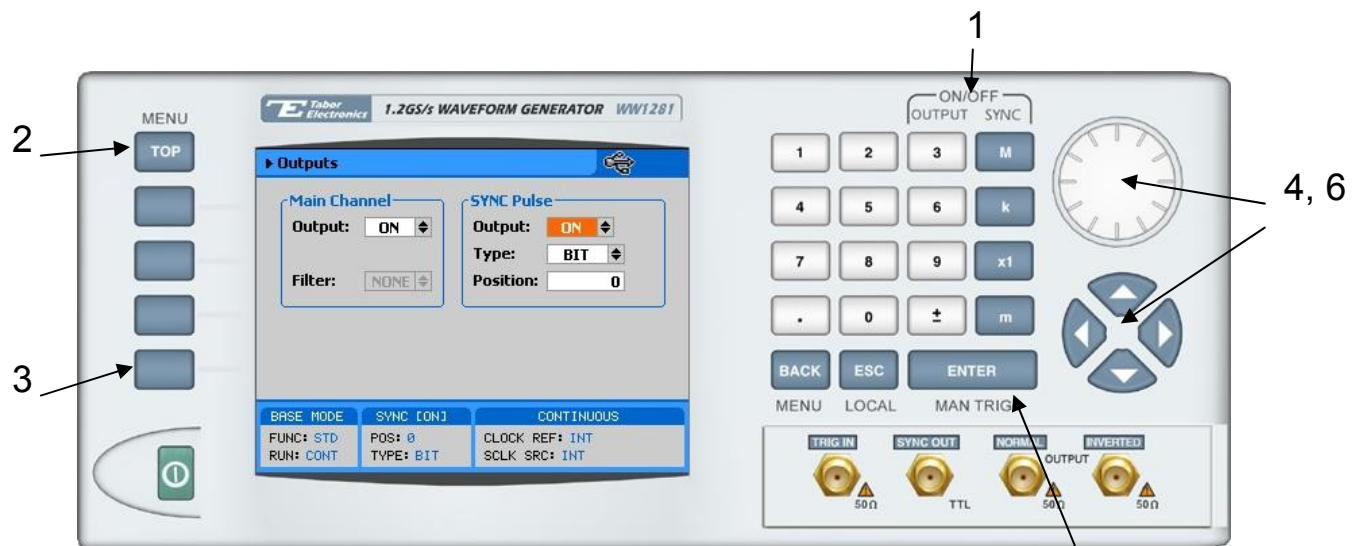 1
ON/OFF
OUTPUT SYNC
MENU
Tabor Electronics 1.2GS/s WAVEFORM GENERATOR WW1281
2
TOP
Outputs
1 2 3 M
4, 6
Main Channel
SYNC Pulse
Output: ON
Output: ON
4 5 6 k
Type: BIT
Filter: NONE
Position: 0
7 8 9 x1
. 0 ± m
3
BACK ESC ENTER
MENU LOCAL MAN TRIG
BASE MODE SYNC [ON] CONTINUOUS
FUNC: STD POS: 0 CLOCK REF: INT
RUN: CONT TYPE: BIT SCLK SRC: INT
TRIG IN SYNC OUT NORMAL INVERTED
OUTPUT
50Ω TTL 50Ω 50Ω